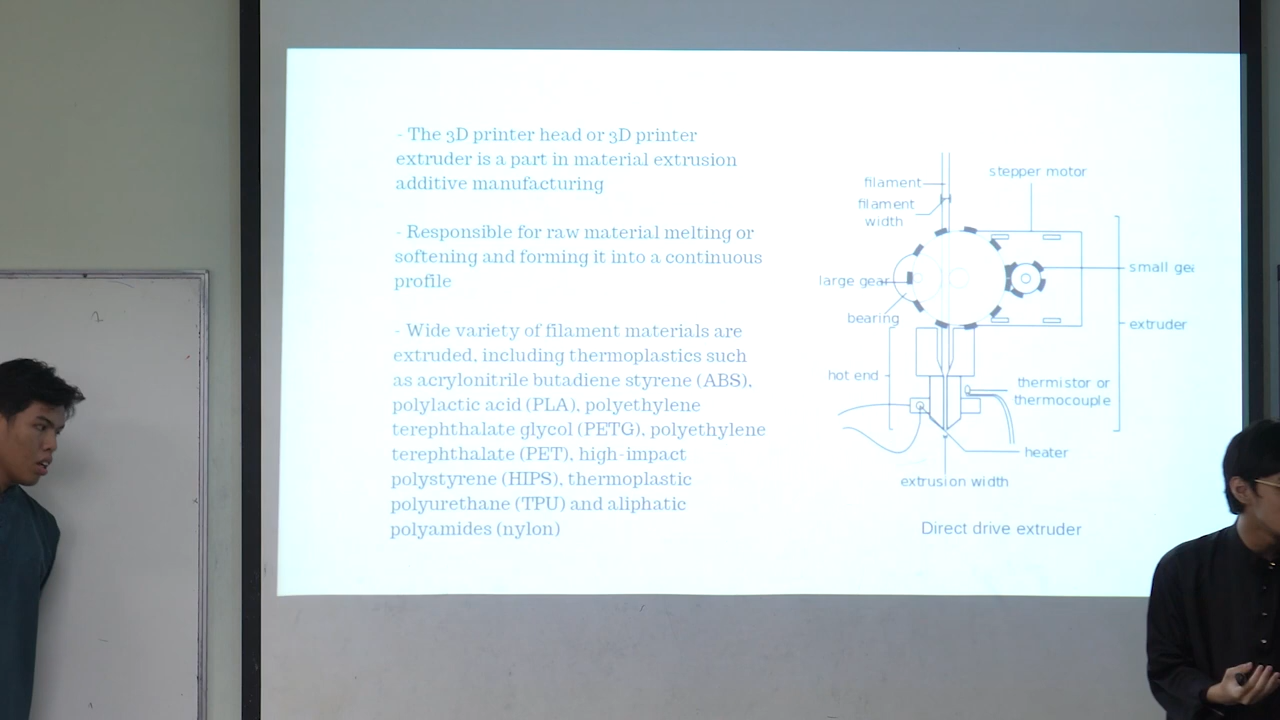 - The 3D printer head or 3D printer
extruder is a part in material extrusion
additive manufacturing
- Responsible for raw material melting or
softening and forming it into a continuous
profile
- Wide variety of filament materials are
extruded, including thermoplastics such
as acrylonitrile butadiene styrene (ABS),
polylactic acid (PLA), polyethylene
terephthalate glycol (PETG), polyethylene
terephthalate (PET), high-impact
polystyrene (HIPS), thermoplastic
polyurethane (TPU) and aliphatic
polyamides (nylon)
stepper motor
filament
filament
width
large gear
small gea
bearing
extruder
hot end
thermistor or
thermocouple
heater
extrusion width
Direct drive extruder